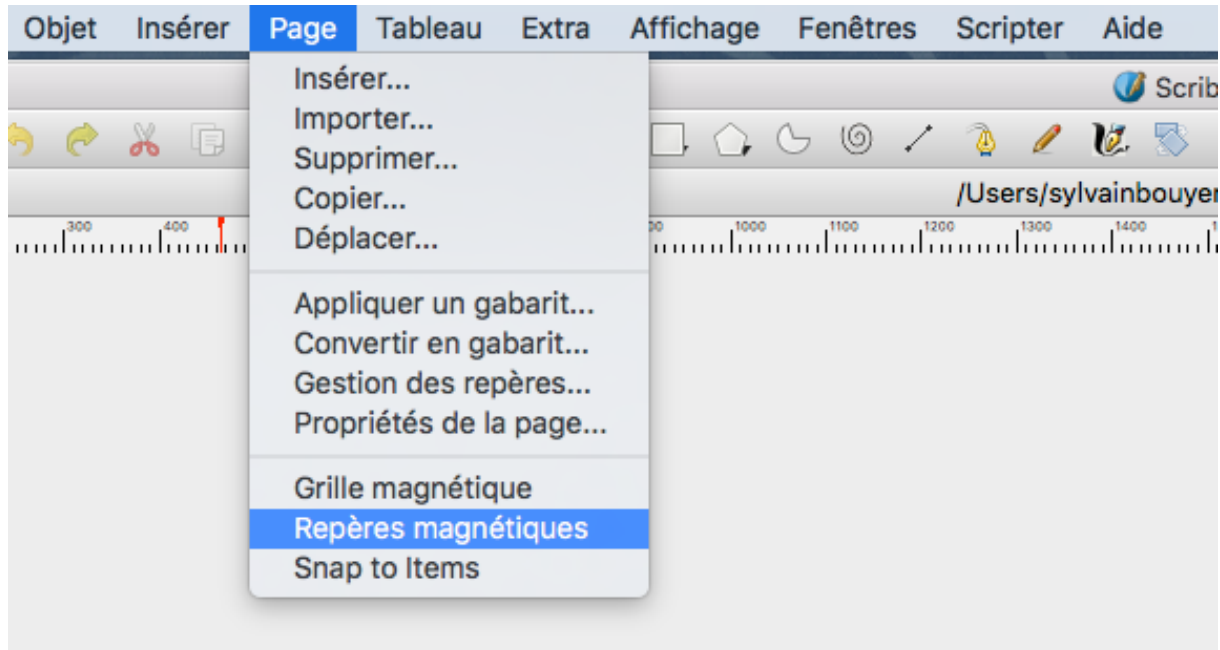 Objet Insérer Page Tableau Extra Affichage Fenêtres Scripter Aide
Scrib
/Users/sylvainbouyer
300 400 00 1000 1100 1200 1300 1400 1
Insérer...
Importer...
Supprimer...
Copier...
Déplacer...
Appliquer un gabarit...
Convertir en gabarit...
Gestion des repères...
Propriétés de la page...
Grille magnétique
Repères magnétiques
Snap to Items